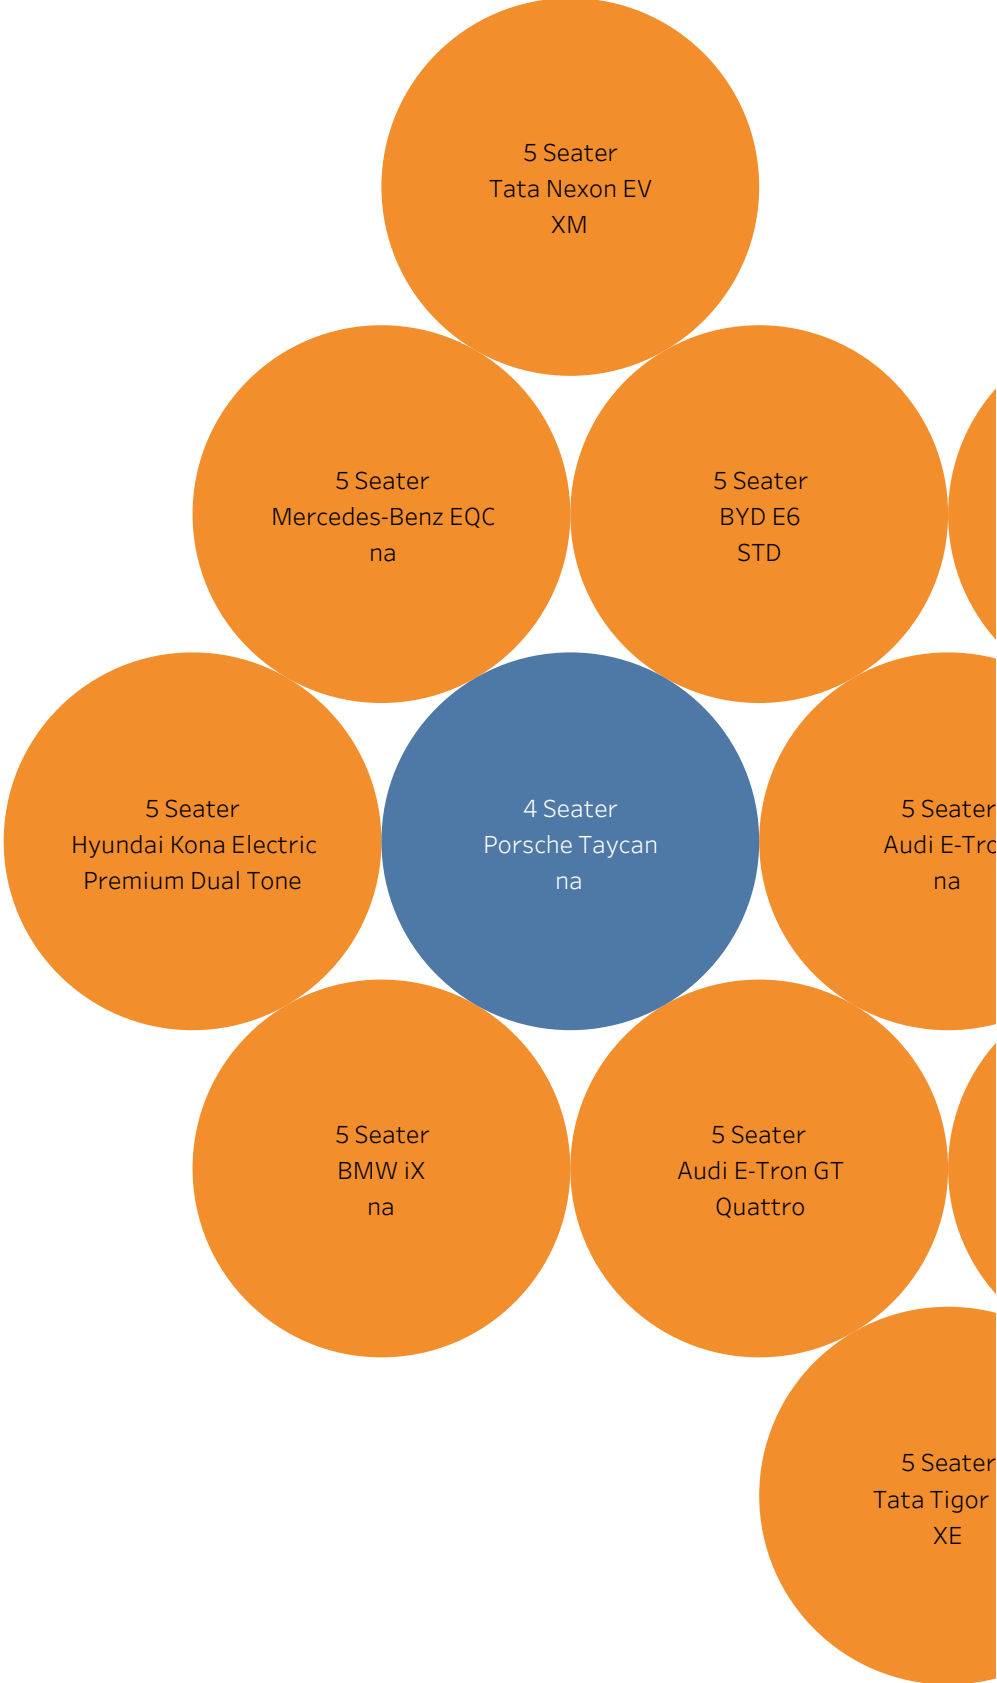 5 Seater
Tata Nexon EV
XM
5 Seater
Mercedes-Benz EQC
na
5 Seater
BYD E6
STD
5 Seater
Hyundai Kona Electric
Premium Dual Tone
4 Seater
Porsche Taycan
na
5 Seater
Audi E-Tro
na
5 Seater
BMW iX
na
5 Seater
Audi E-Tron GT
Quattro
5 Seater
Tata Tigor
XE